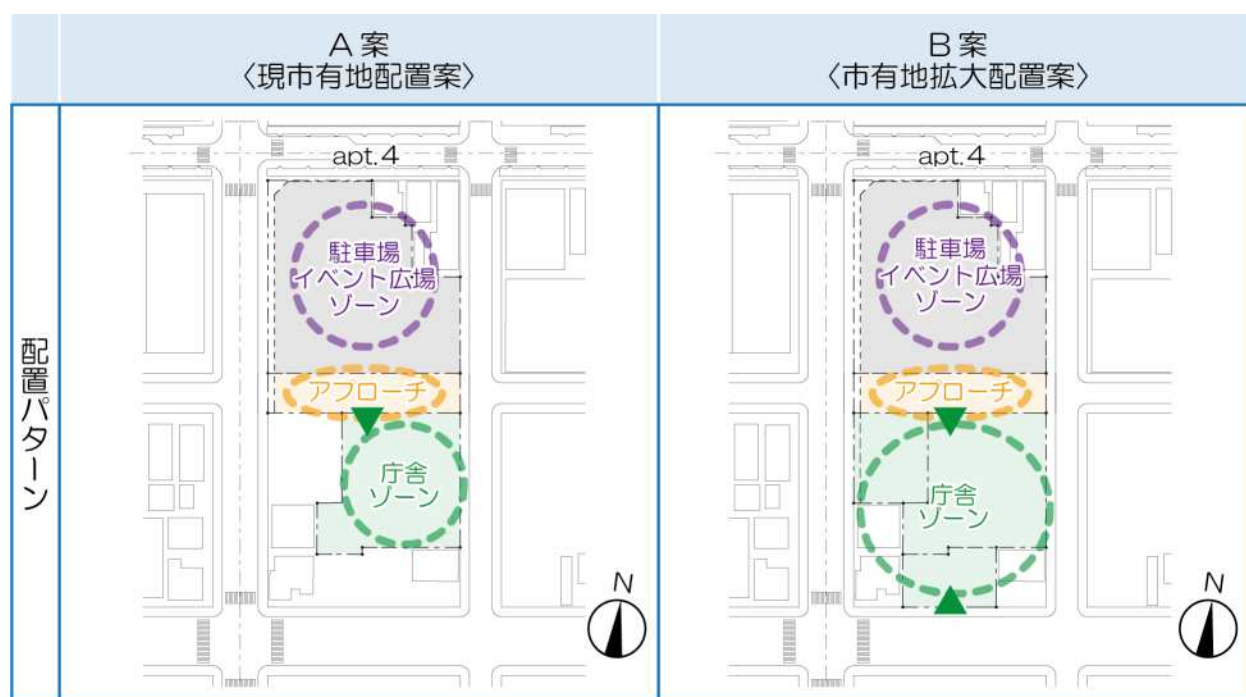 A案
〈現市有地配置案〉
B案
〈市有地拡大配置案〉
配置パターン
apt.4
駐車場
イベント広場
ゾーン
アプローチ
庁舎
ゾーン
N
apt.4
駐車場
イベント広場
ゾーン
アプローチ
庁舎
ゾーン
N